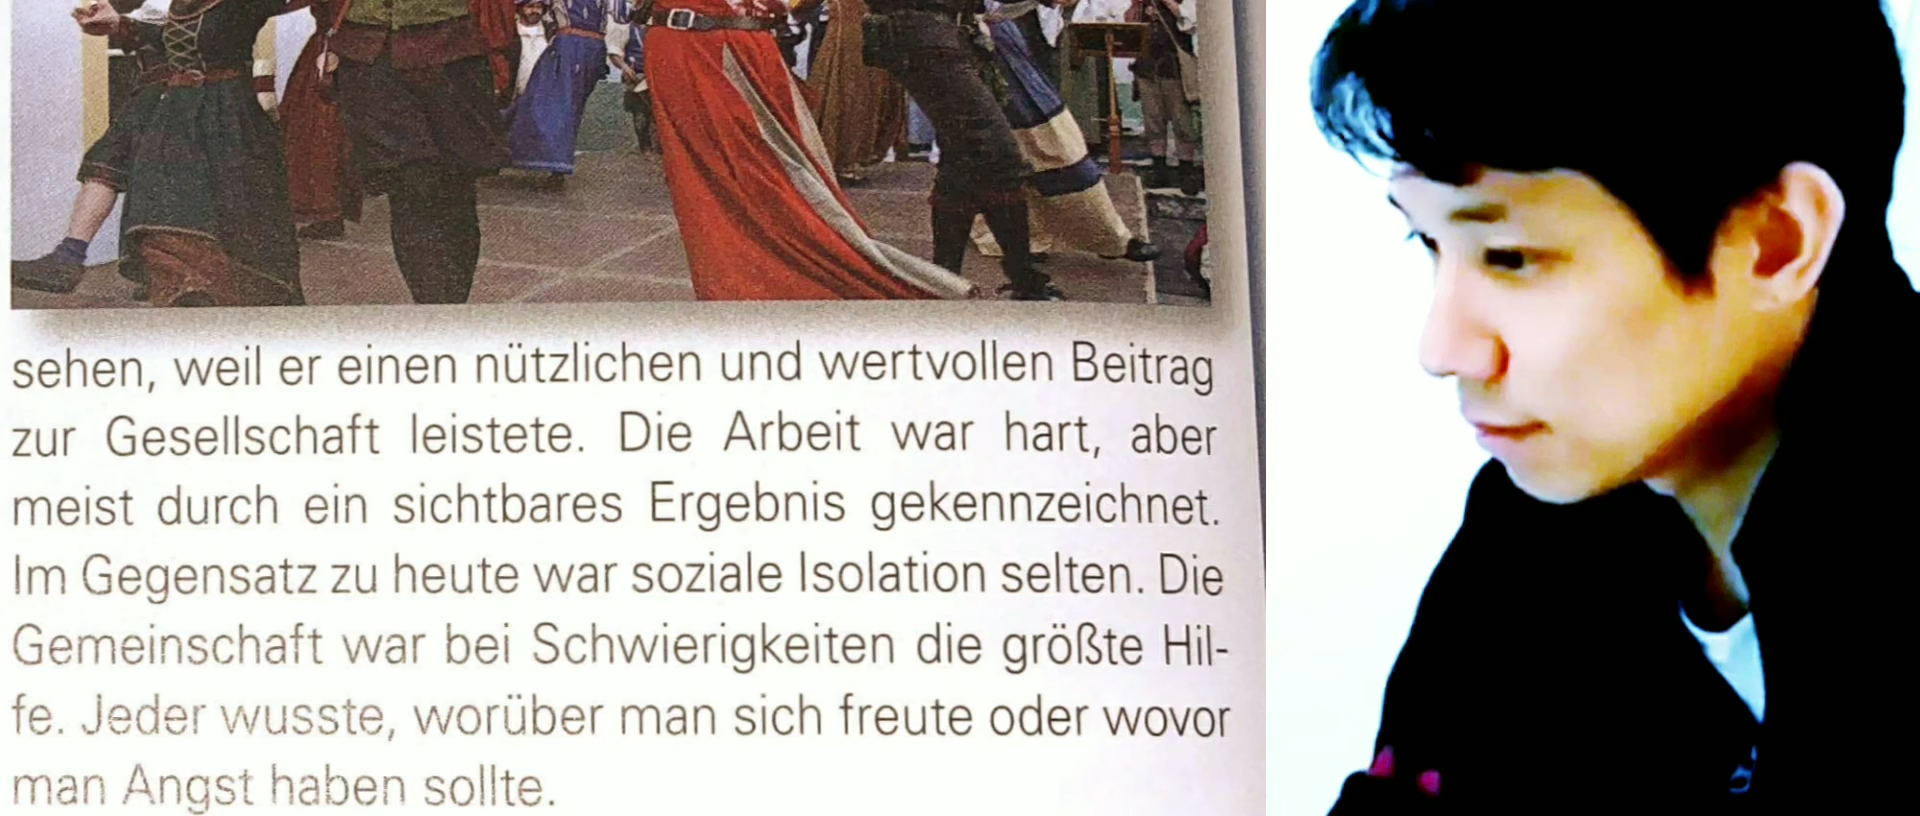 sehen, weil er einen nützlichen und wertvollen Beitrag
zur Gesellschaft leistete. Die Arbeit war hart, aber
meist durch ein sichtbares Ergebnis gekennzeichnet.
Im Gegensatz zu heute war soziale Isolation selten. Die
Gemeinschaft war bei Schwierigkeiten die größte Hil-
fe. Jeder wusste, worüber man sich freute oder wovor
man Angst haben sollte.